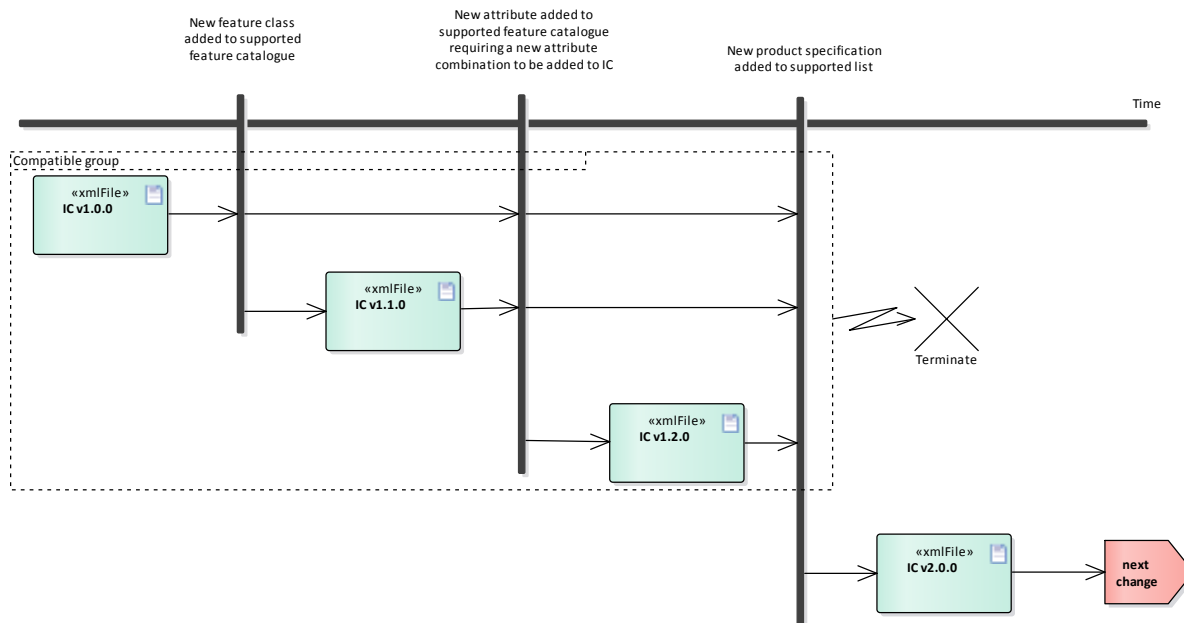 New feature class
added to supported
feature catalogue
New attribute added to
supported feature catalogue
requiring a new attribute
combination to be added to IC
New product specification
added to supported list
Time
Compatible group
«xmlFile»
IC v1.0.0
«xmlFile»
IC v1.1.0
Terminate
«xmlFile»
IC v1.2.0
«xmlFile»
IC v2.0.0
next
change